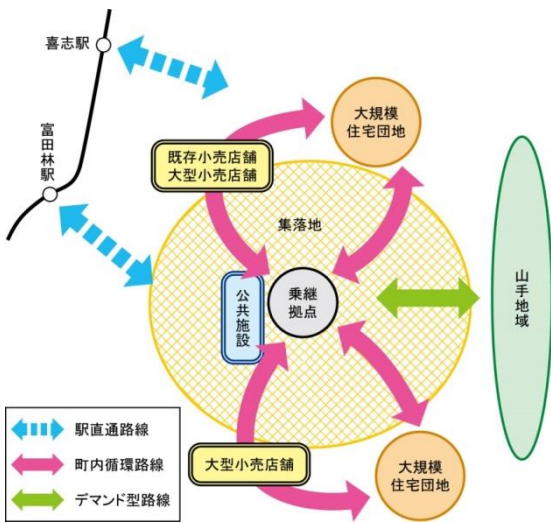 喜志駅
富田林駅
大規模
住宅団地
既存小売店舗
大型小売店舗
集落地
公共施設
乗継
拠点
山手地域
大型小売店舗
大規模
住宅団地
駅直通路線
町内循環路線
デマンド型路線